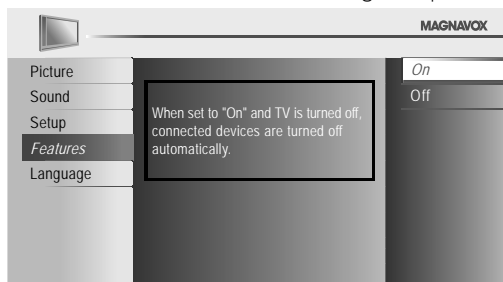 MAGNAVOX
Picture
Sound
Setup
Features
Language
When set to "On" and TV is turned off,
connected devices are turned off
automatically.
On
Off